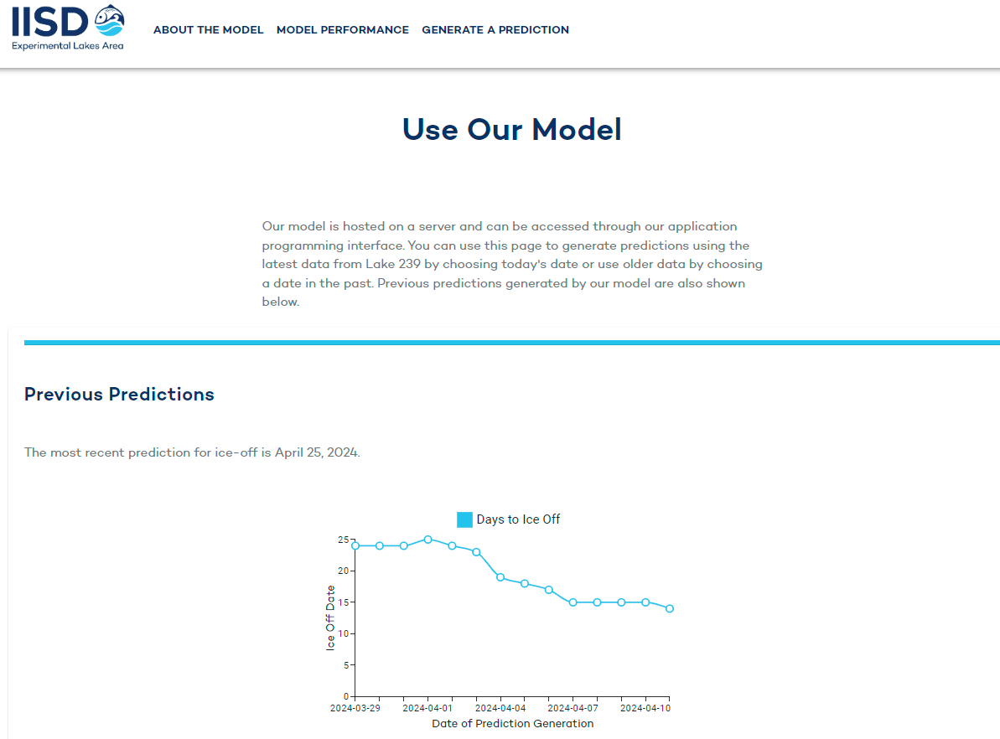 IISD
Experimental Lakes Area
ABOUT THE MODEL
MODEL PERFORMANCE
GENERATE A PREDICTION
Use Our Model
Our model is hosted on a server and can be accessed through our application
programming interface. You can use this page to generate predictions using the
latest data from Lake 239 by choosing today's date or use older data by choosing
a date in the past. Previous predictions generated by our model are also shown
below.
Previous Predictions
The most recent prediction for ice-off is April 25, 2024.
Days to Ice Off
25
20
15
10
5
0
Ice Off Date
2024-03-29
2024-04-01
2024-04-04
2024-04-07
2024-04-10
Date of Prediction Generation